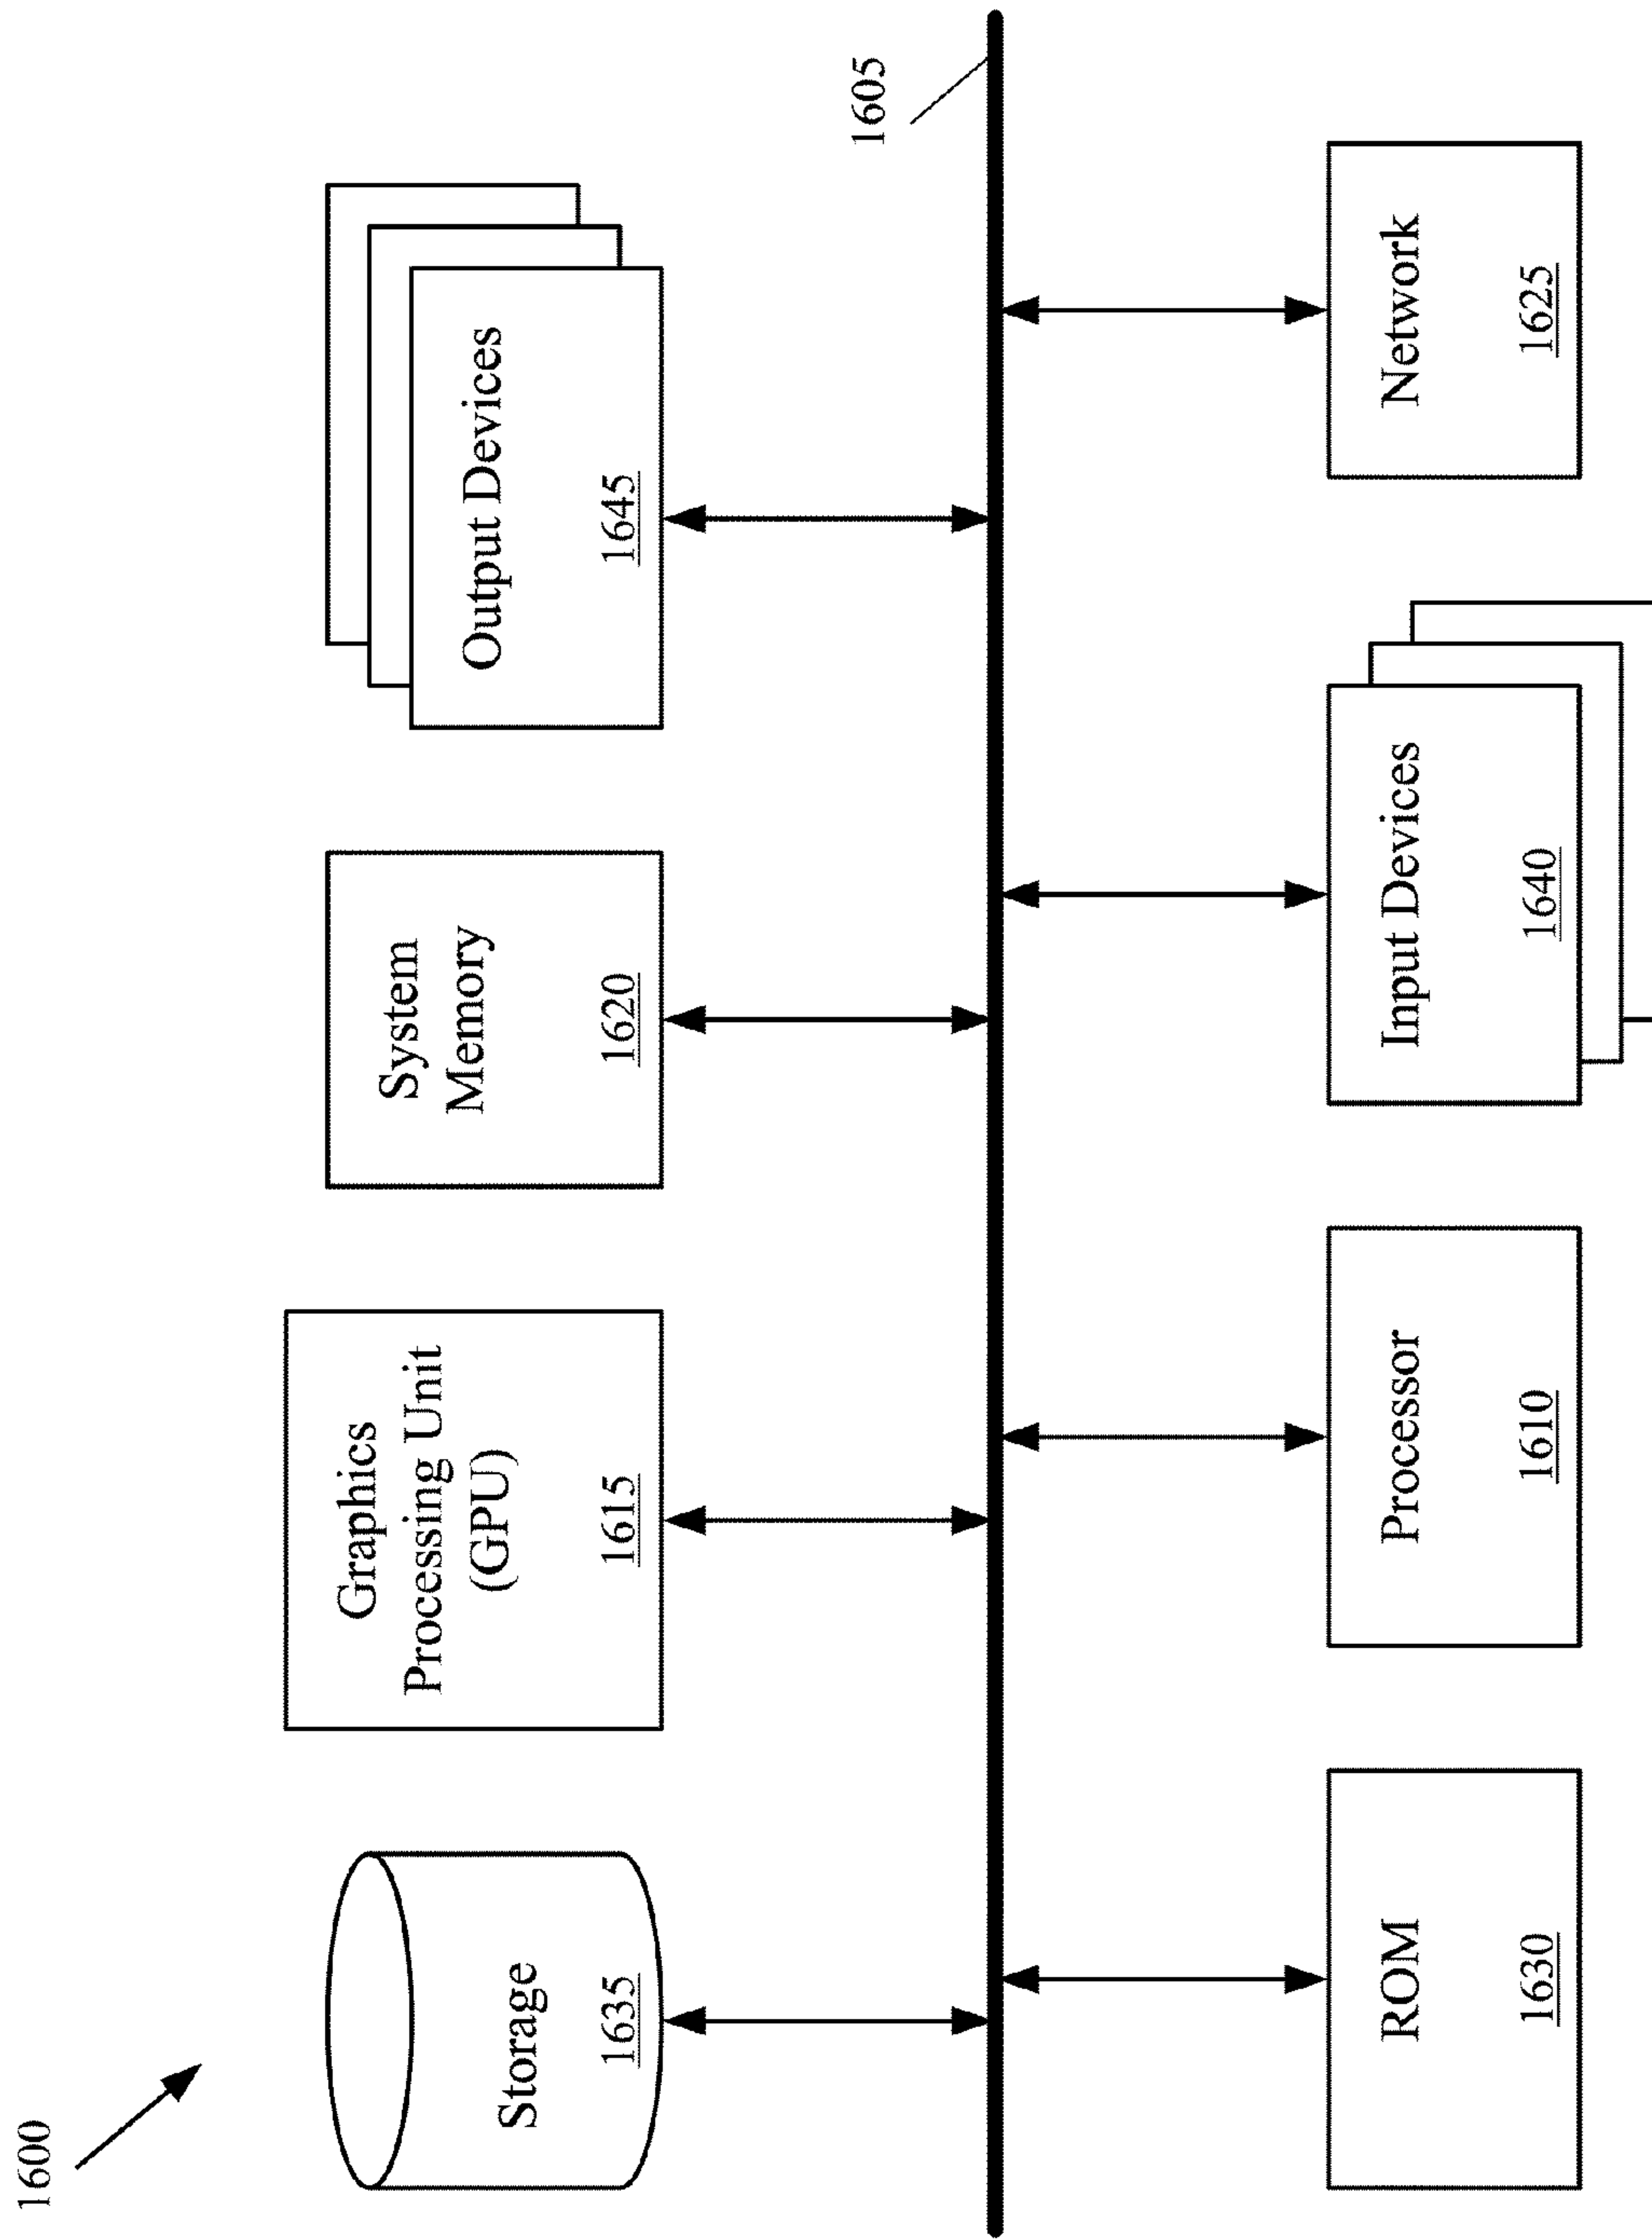 1600
Storage
1635
Graphics
Processing Unit
(GPU)
1615
System
Memory
1620
Output Devices
1645
1605
ROM
1630
Processor
1610
Input Devices
1640
Network
1625